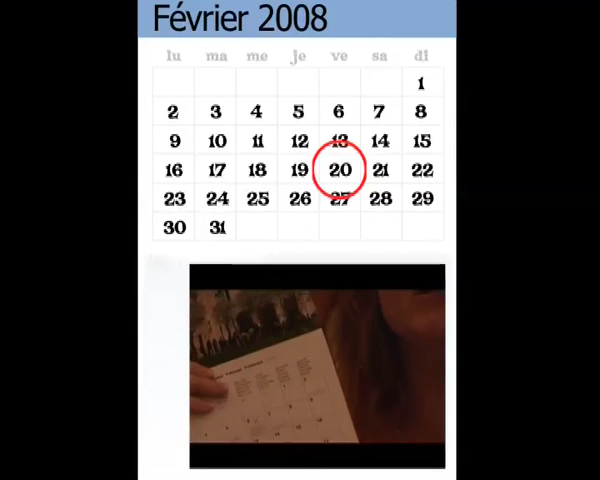 Février 2008
lu ma me je ve sa di
1
2 3 4 5 6 7 8
9 10 11 12 13 14 15
16 17 18 19 20 21 22
23 24 25 26 27 28 29
30 31